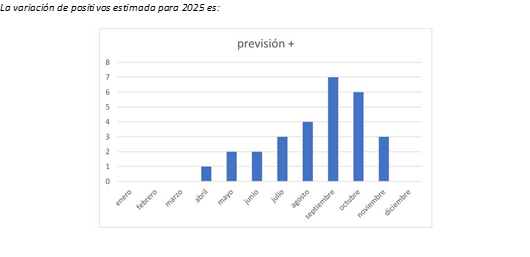 La variación de positivos estimada para 2025 es:
previsión +
8
7
6
5
4
3
2
1
0
enero
febrero
marzo
abril
mayo
junio
julio
agosto
septiembre
octubre
noviembre
diciembre